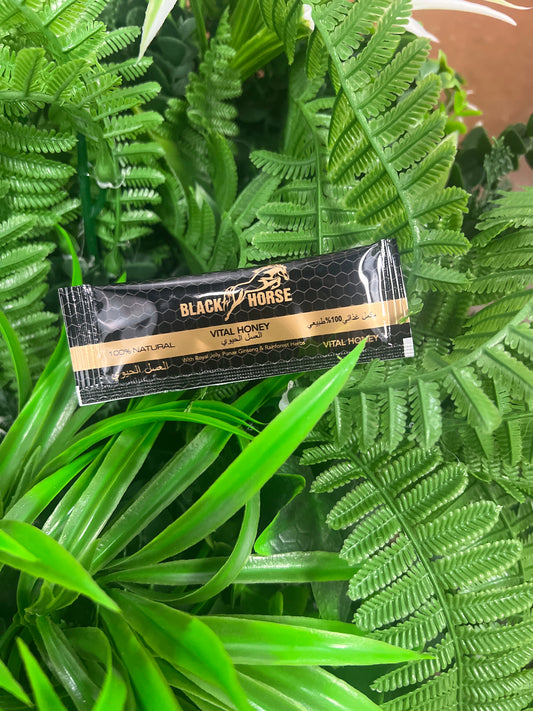 BLACK HORSE
VITAL HONEY
العسل الحيوي
100% NATURAL
مكمل غذائي 100% طبيعي
With Royal Jelly, Panax Ginseng & Rainforest Herbs
VITAL HONEY
العسل الحيوي